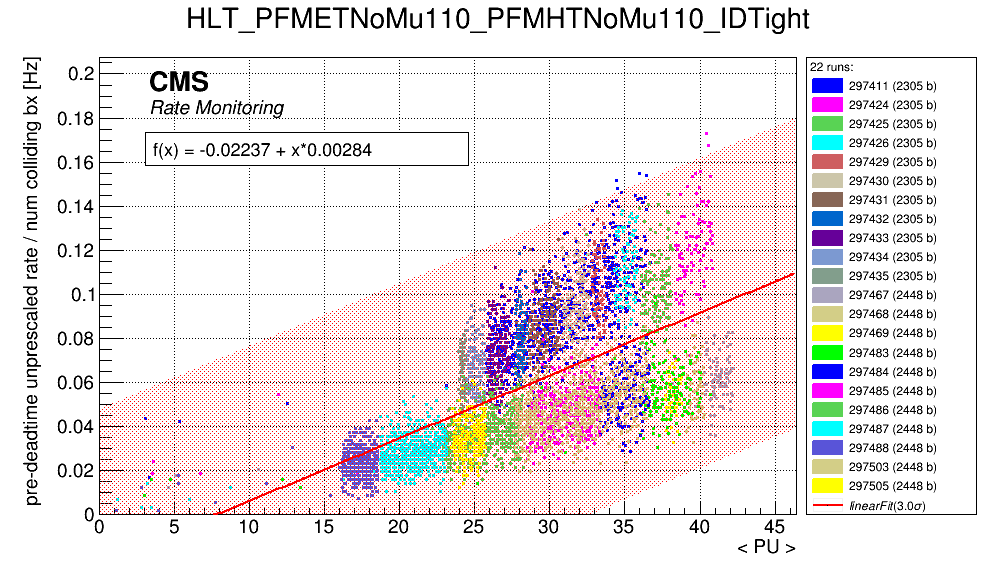 HLT_PFMETNoMu110_PFMHTNoMu110_IDTight
pre-deadtime unprescaled rate / num colliding bx [Hz]
CMS
Rate Monitoring
f(x) = -0.02237 + x*0.00284
0.2
0.18
0.16
0.14
0.12
0.1
0.08
0.06
0.04
0.02
0
0 5 10 15 20 25 30 35 40 45
< PU >
22 runs:
297411 (2305 b)
297424 (2305 b)
297425 (2305 b)
297426 (2305 b)
297429 (2305 b)
297430 (2305 b)
297431 (2305 b)
297432 (2305 b)
297433 (2305 b)
297434 (2305 b)
297435 (2305 b)
297467 (2448 b)
297468 (2448 b)
297469 (2448 b)
297483 (2448 b)
297484 (2448 b)
297485 (2448 b)
297486 (2448 b)
297487 (2448 b)
297488 (2448 b)
297503 (2448 b)
297505 (2448 b)
linearFit(3.0σ)